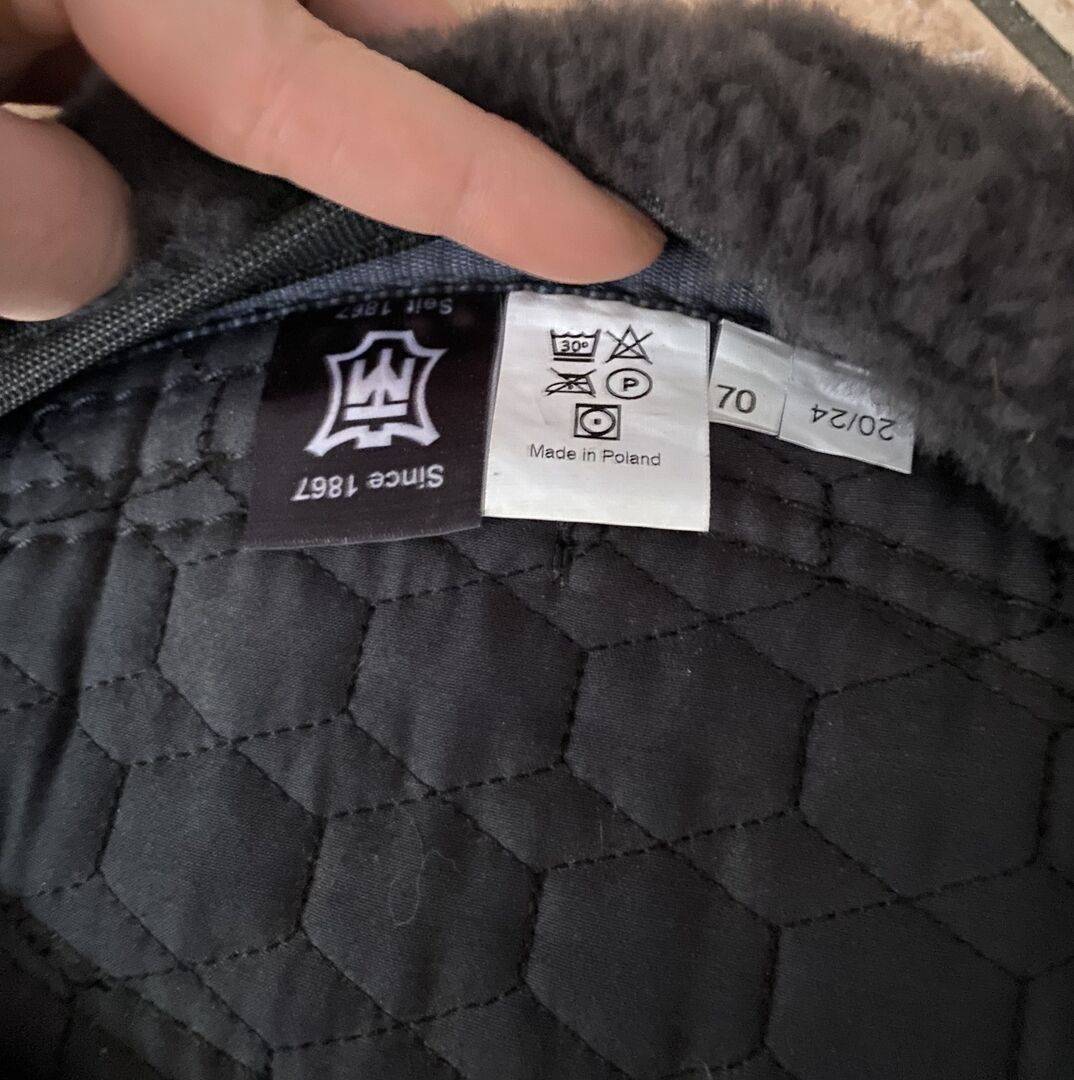 Seit 1867
Since 1867
30°
P
Made in Poland
70
20/24